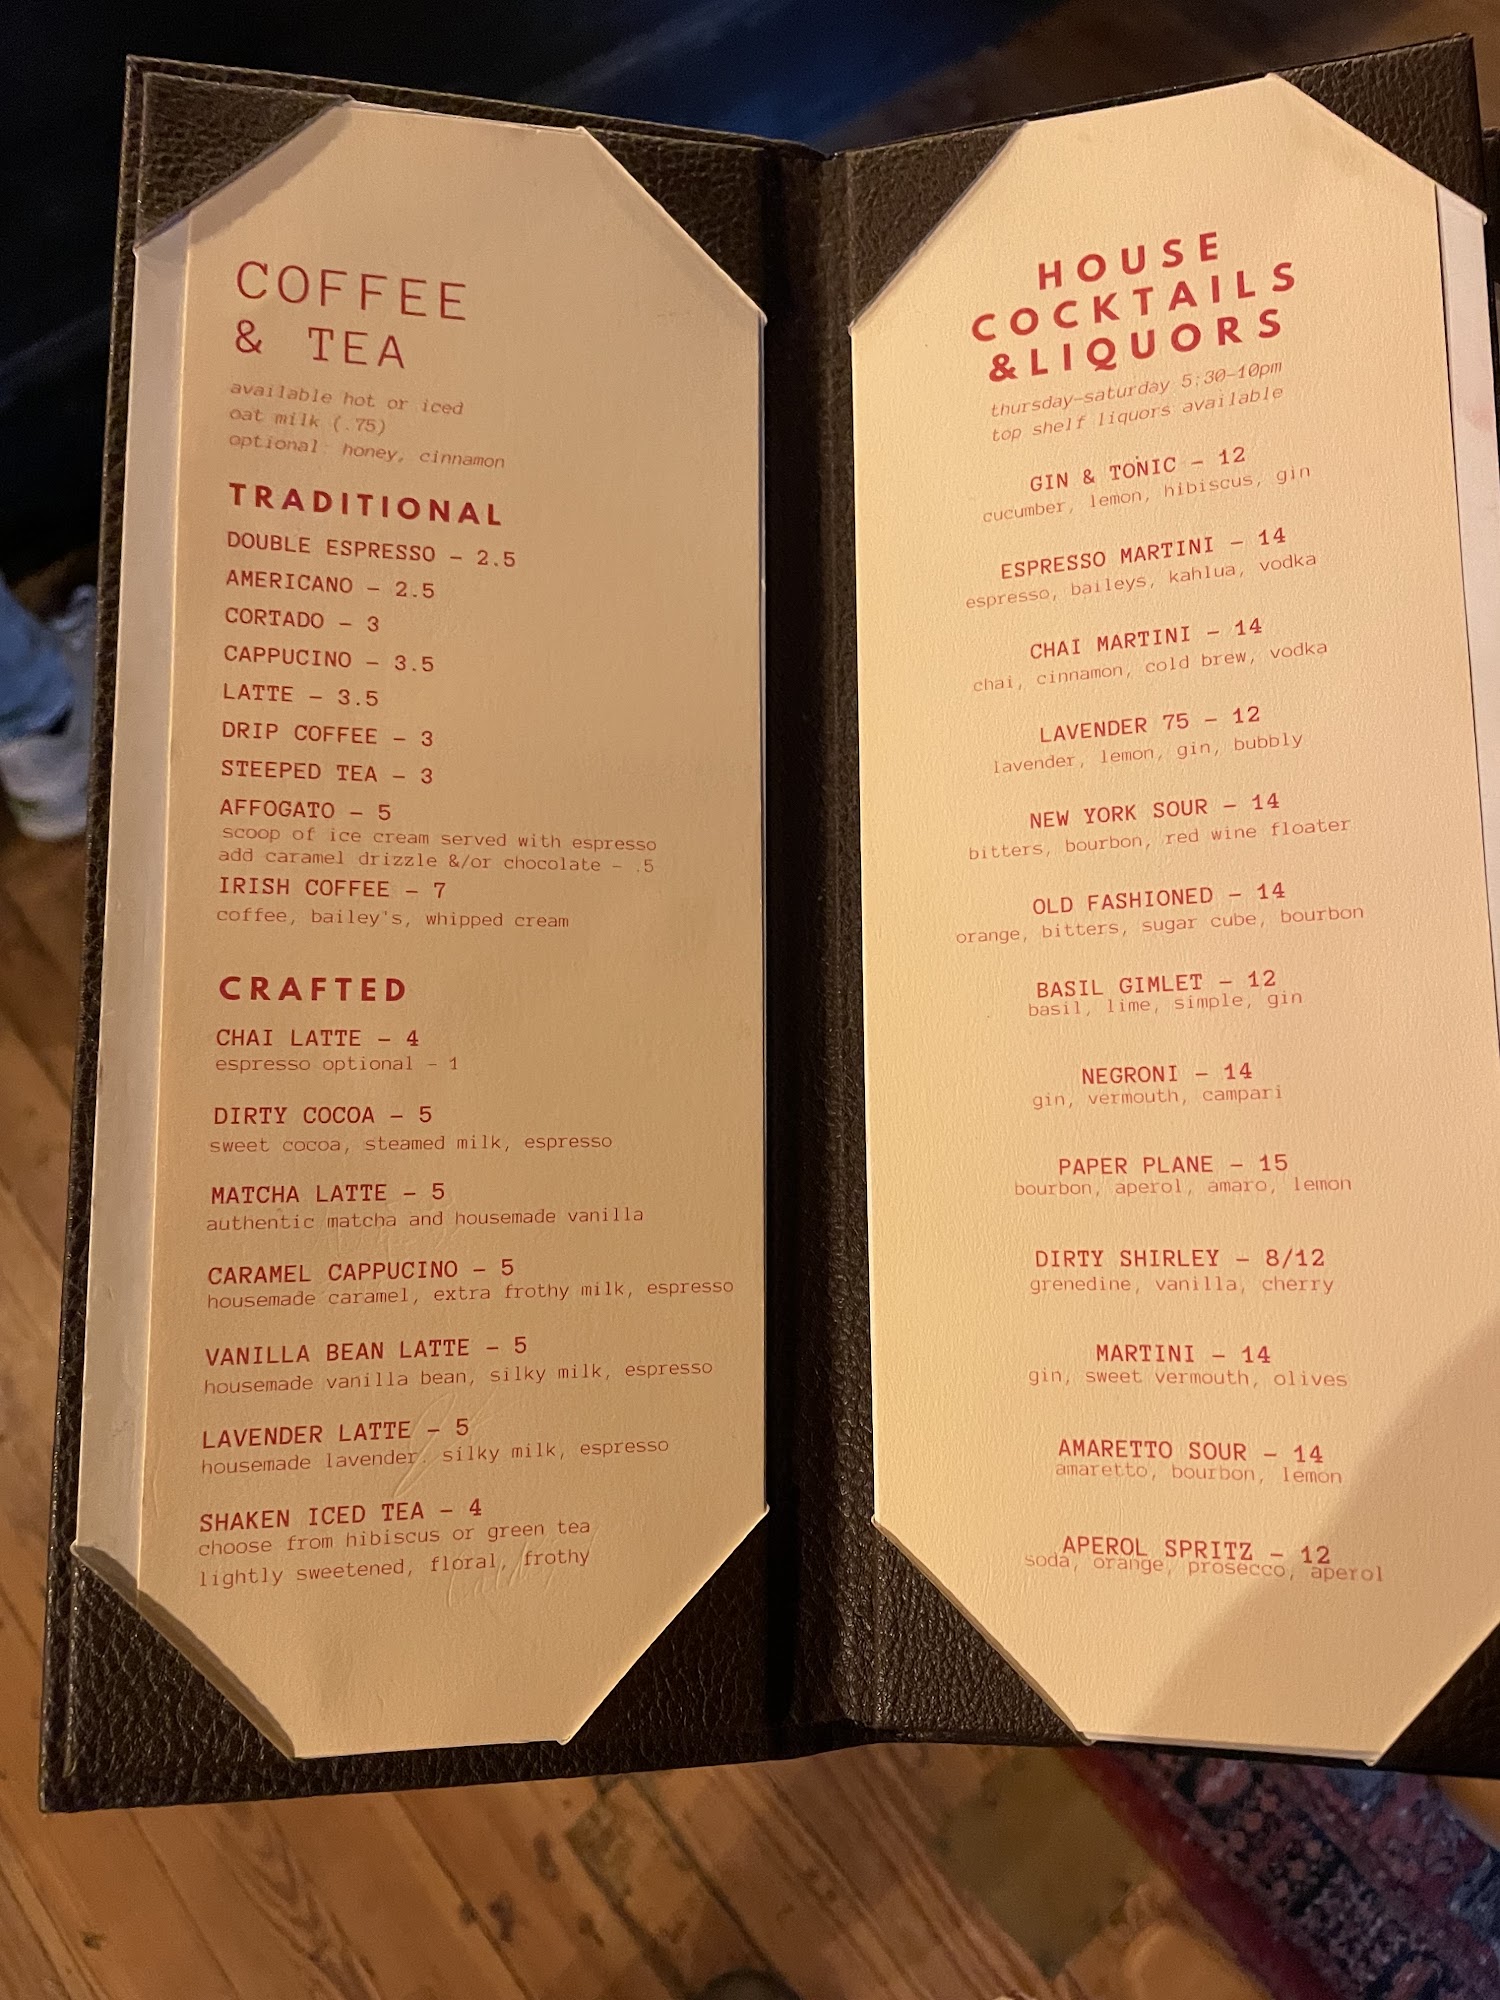 COFFEE
& TEA
available hot or iced
oat milk (.75)
optional: honey, cinnamon
TRADITIONAL
DOUBLE ESPRESSO – 2.5
AMERICANO – 2.5
CORTADO – 3
CAPPUCINO – 3.5
LATTE – 3.5
DRIP COFFEE – 3
STEEPED TEA – 3
AFFOGATO – 5
scoop of ice cream served with espresso
add caramel drizzle &/or chocolate – .5
IRISH COFFEE – 7
coffee, bailey's, whipped cream
CRAFTED
CHAI LATTE – 4
espresso optional – 1
DIRTY COCOA – 5
sweet cocoa, steamed milk, espresso
MATCHA LATTE – 5
authentic matcha and housemade vanilla
CARAMEL CAPPUCINO – 5
housemade caramel, extra frothy milk, espresso
VANILLA BEAN LATTE – 5
housemade vanilla bean, silky milk, espresso
LAVENDER LATTE – 5
housemade lavender, silky milk, espresso
SHAKEN ICED TEA – 4
choose from hibiscus or green tea
lightly sweetened, floral, frothy
HOUSE
COCKTAILS
&LIQUORS
thursday–saturday 5:30–10pm
top shelf liquors available
GIN & TONIC – 12
cucumber, lemon, hibiscus, gin
ESPRESSO MARTINI – 14
espresso, baileys, kahlua, vodka
CHAI MARTINI – 14
chai, cinnamon, cold brew, vodka
LAVENDER 75 – 12
lavender, lemon, gin, bubbly
NEW YORK SOUR – 14
bitters, bourbon, red wine floater
OLD FASHIONED – 14
orange, bitters, sugar cube, bourbon
BASIL GIMLET – 12
basil, lime, simple, gin
NEGRONI – 14
gin, vermouth, campari
PAPER PLANE – 15
bourbon, aperol, amaro, lemon
DIRTY SHIRLEY – 8/12
grenedine, vanilla, cherry
MARTINI – 14
gin, sweet vermouth, olives
AMARETTO SOUR – 14
amaretto, bourbon, lemon
APEROL SPRITZ – 12
soda, orange, prosecco, aperol